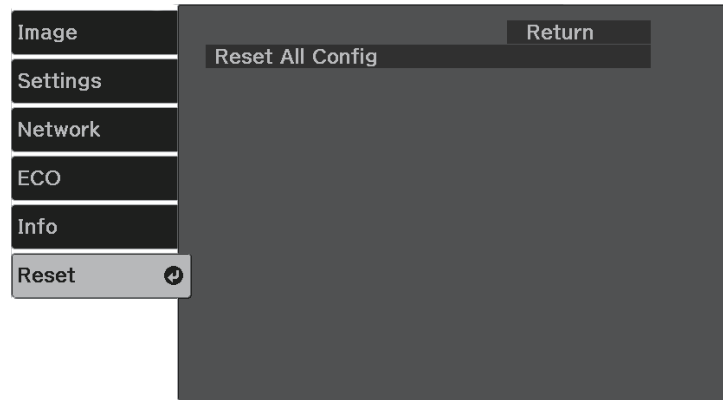 Image
Settings
Network
ECO
Info
Reset
Return
Reset All Config